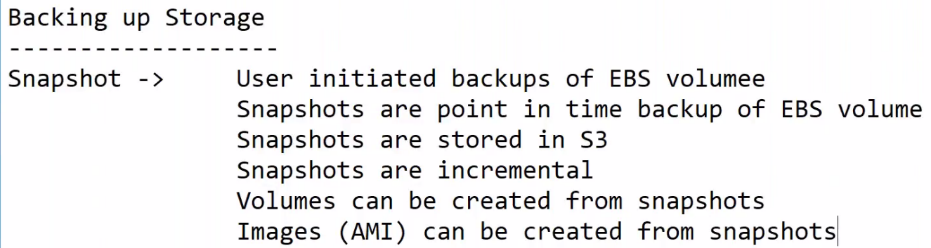 Backing up Storage
-------------------
Snapshot -> User initiated backups of EBS volumee
Snapshots are point in time backup of EBS volume
Snapshots are stored in S3
Snapshots are incremental
Volumes can be created from snapshots
Images (AMI) can be created from snapshots